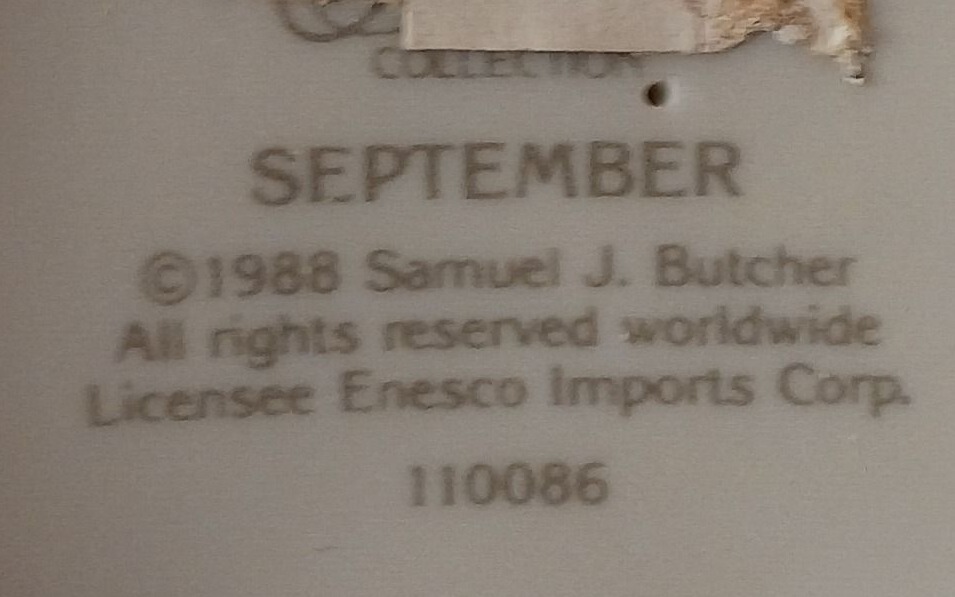 COLLECTION
SEPTEMBER
©1988 Samuel J. Butcher
All rights reserved worldwide
Licensee Enesco Imports Corp.
110086